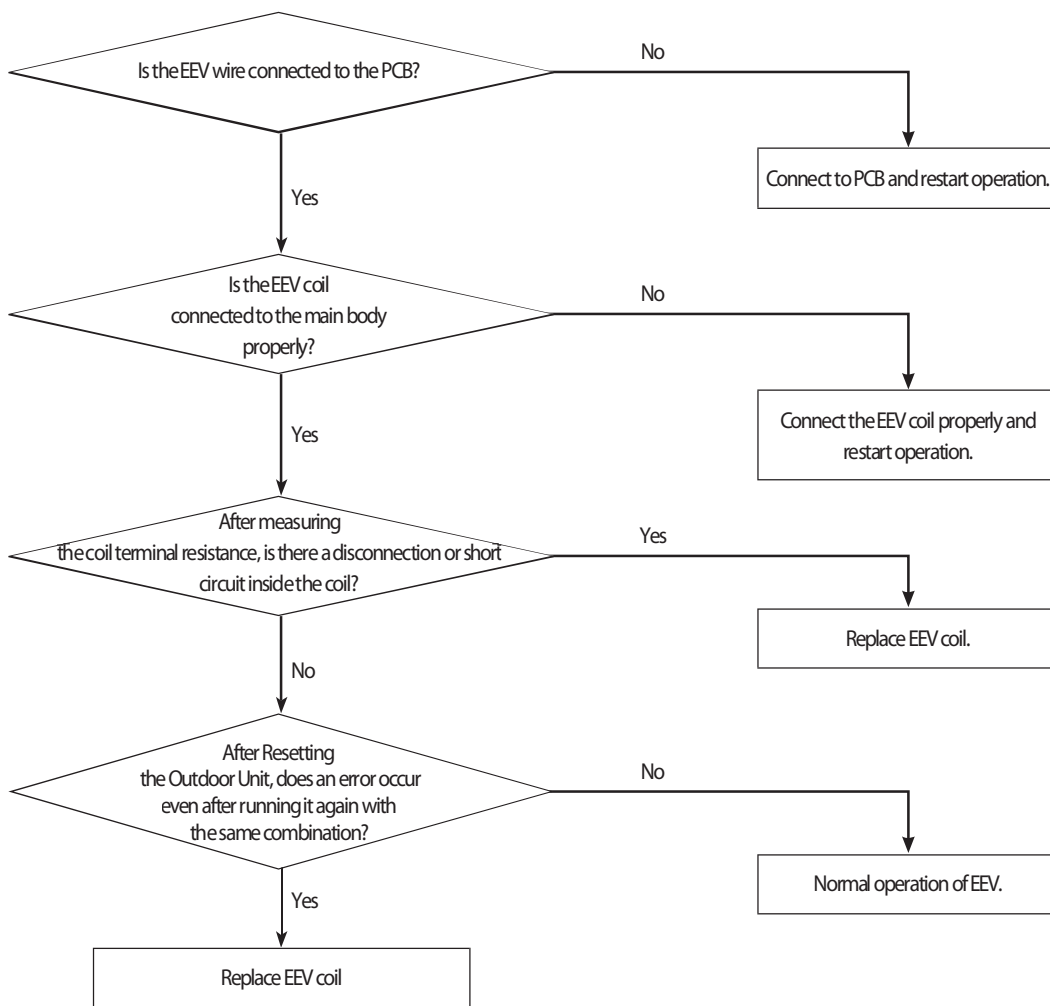 Is the EEV wire connected to the PCB?
No
Connect to PCB and restart operation.
Yes
Is the EEV coil
connected to the main body
properly?
No
Connect the EEV coil properly and
restart operation.
Yes
After measuring
the coil terminal resistance, is there a disconnection or short
circuit inside the coil?
Yes
Replace EEV coil.
No
After Resetting
the Outdoor Unit, does an error occur
even after running it again with
the same combination?
No
Normal operation of EEV.
Yes
Replace EEV coil